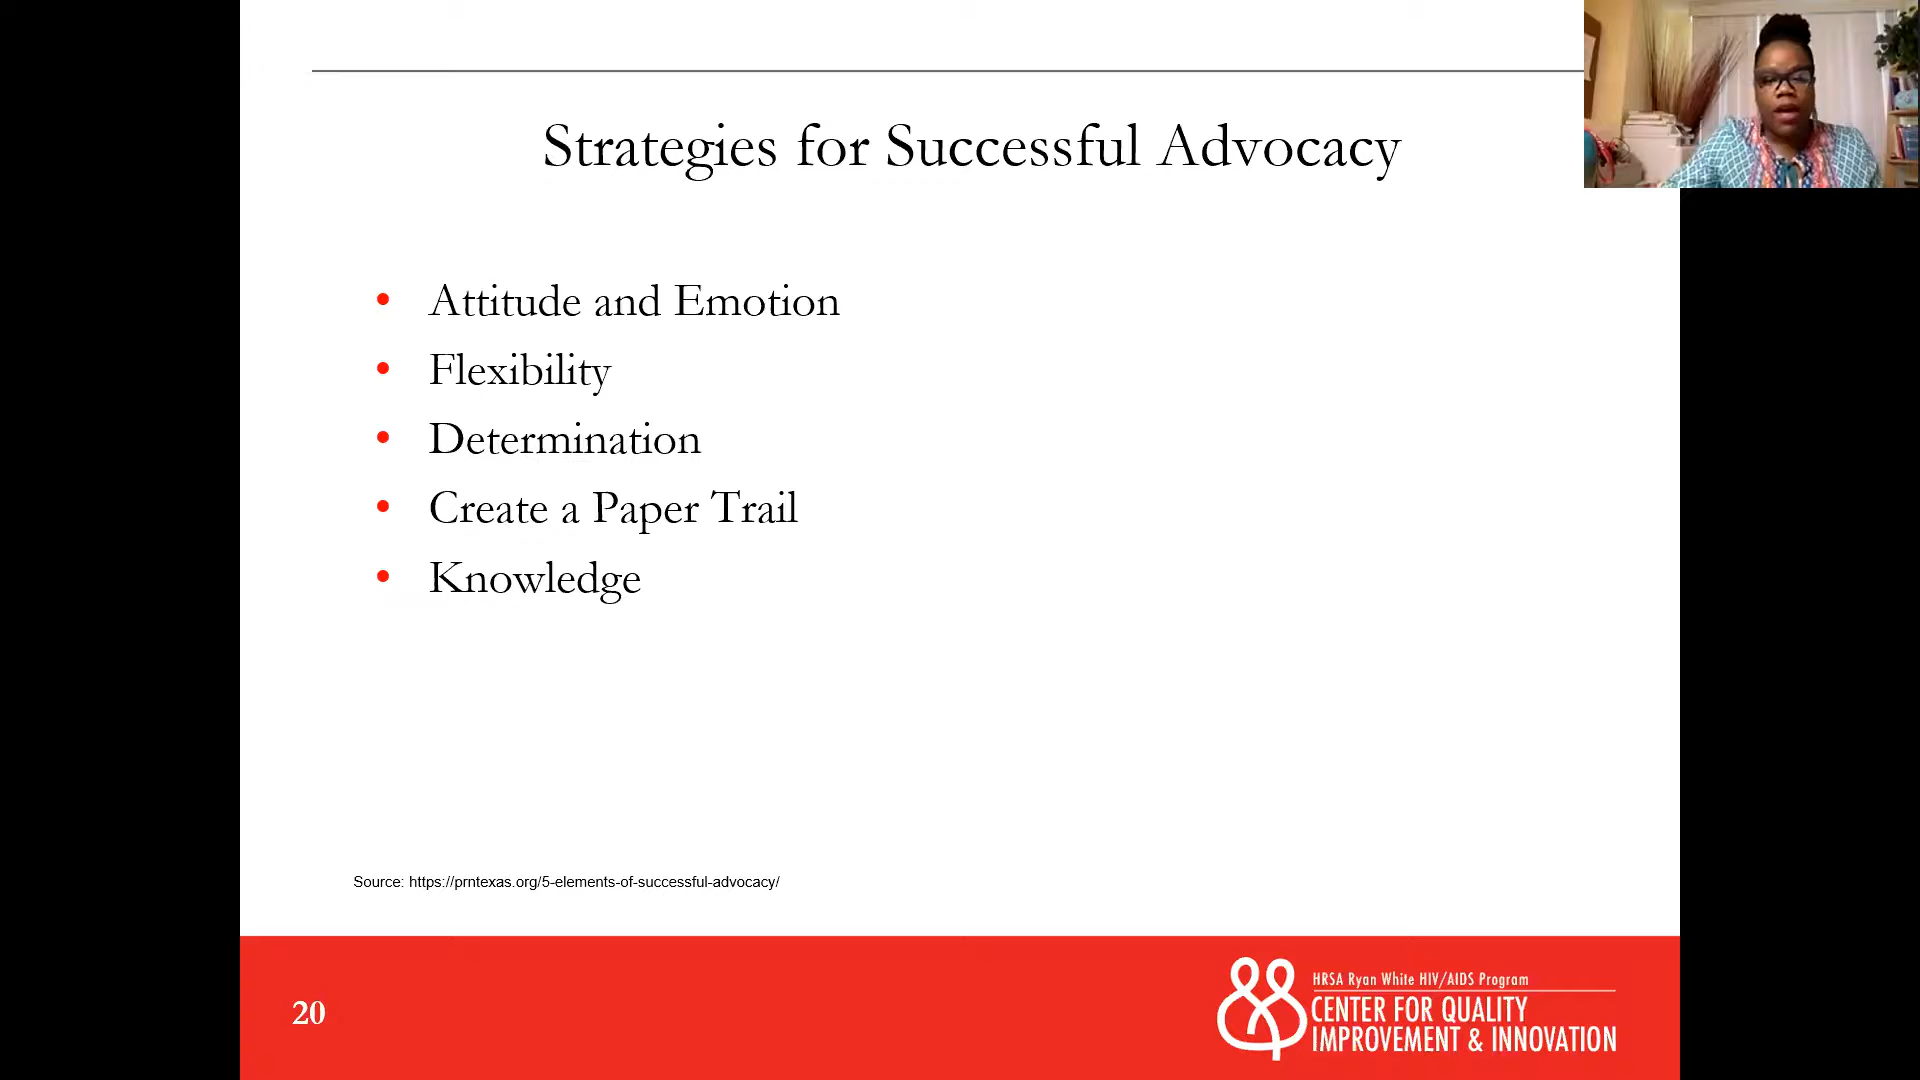 Strategies for Successful Advocacy
• Attitude and Emotion
• Flexibility
• Determination
• Create a Paper Trail
• Knowledge
Source: https://prntexas.org/5-elements-of-successful-advocacy/
20
HRSA Ryan White HIV/AIDS Program
CENTER FOR QUALITY
IMPROVEMENT & INNOVATION